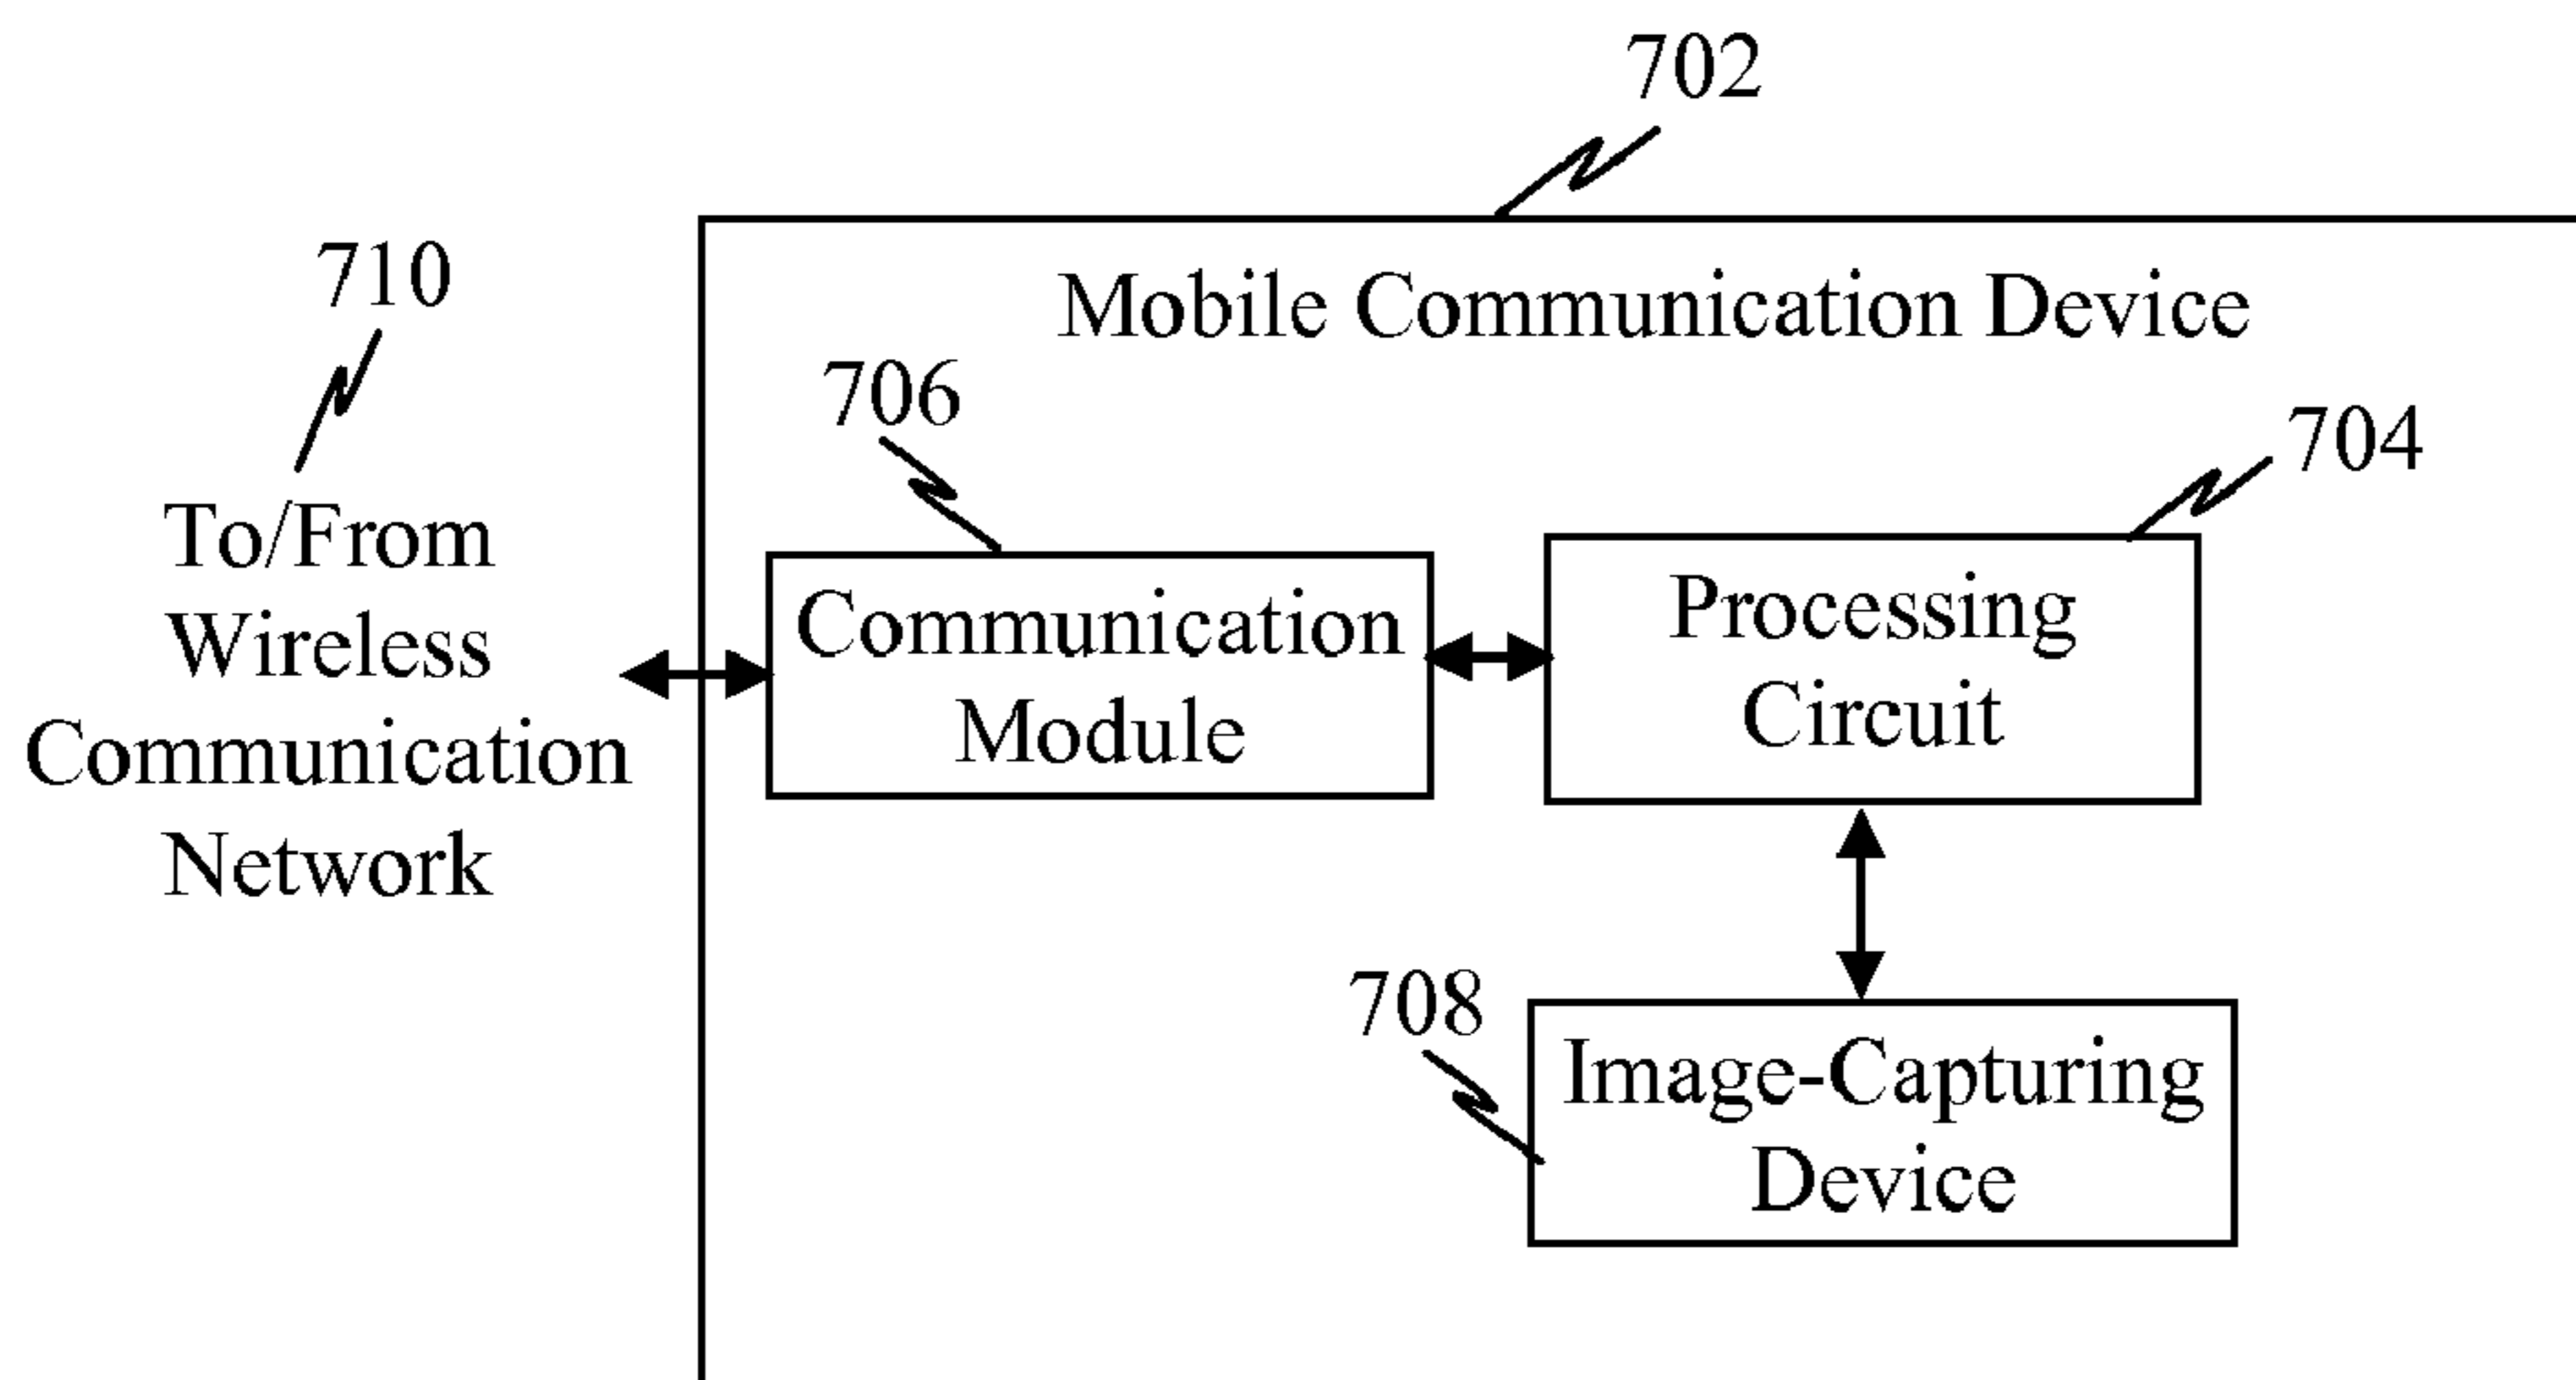 702
710
Mobile Communication Device
706
704
To/From
Wireless
Communication
Network
Communication
Module
Processing
Circuit
708
Image-Capturing
Device